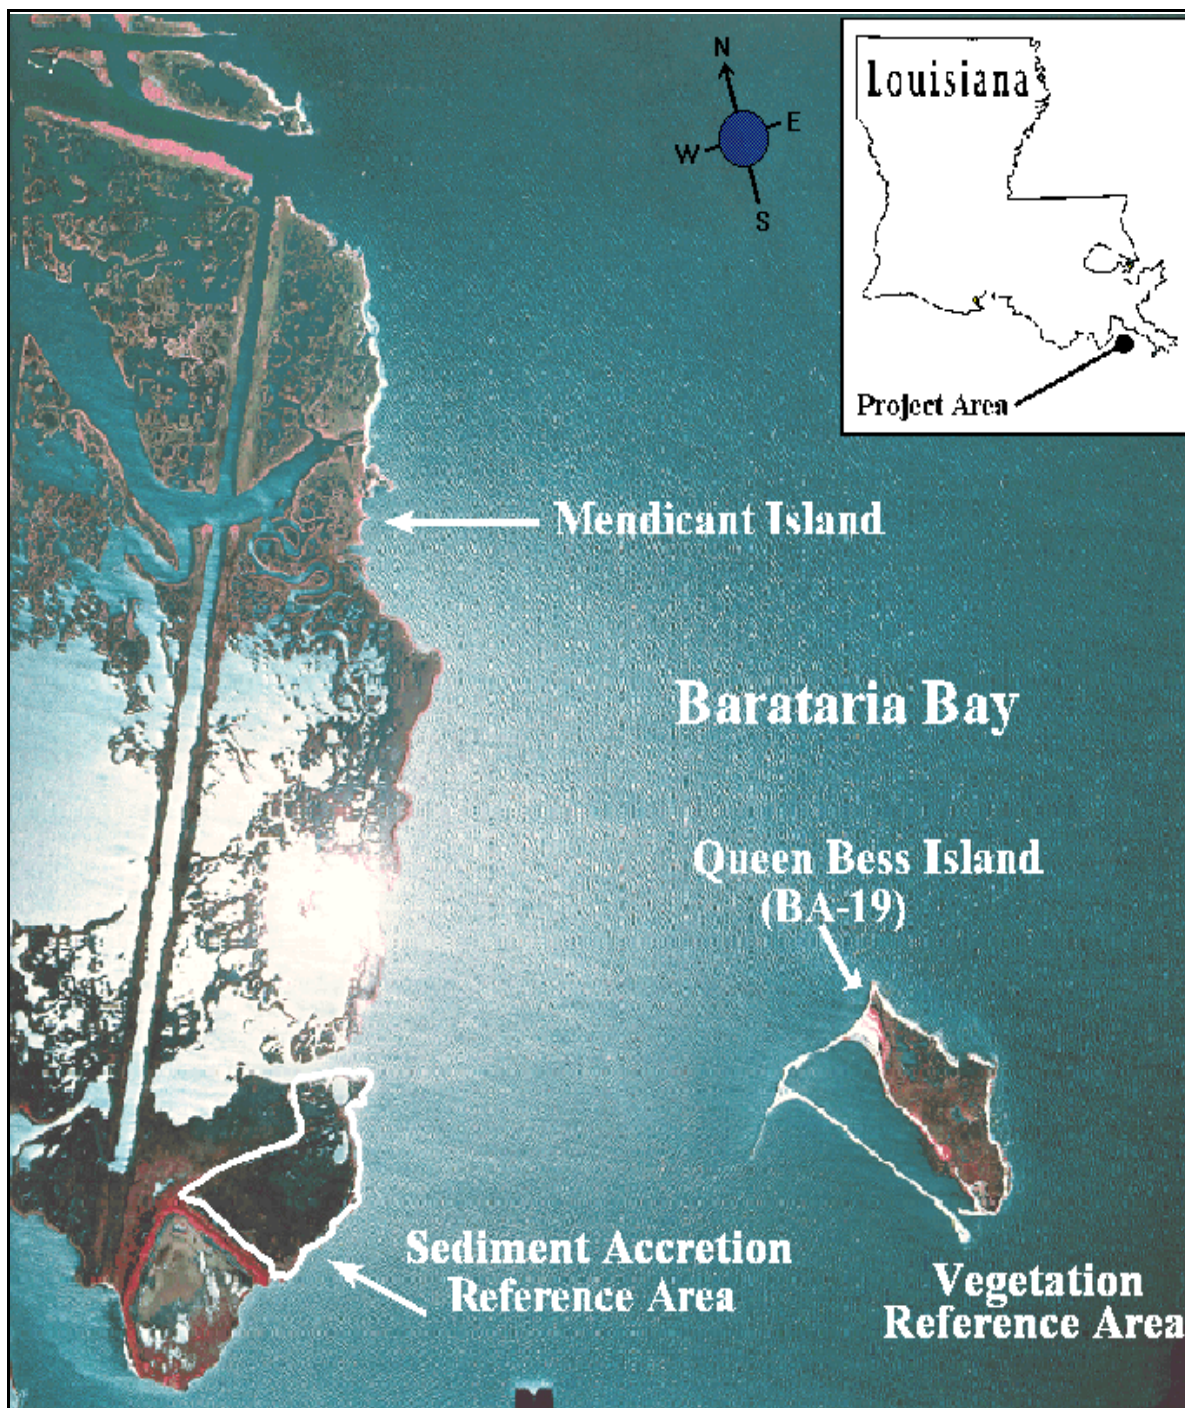 N
E
W
S
Louisiana
Project Area
Mendicant Island
Barataria Bay
Queen Bess Island
(BA-19)
Sediment Accretion
Reference Area
Vegetation
Reference Area